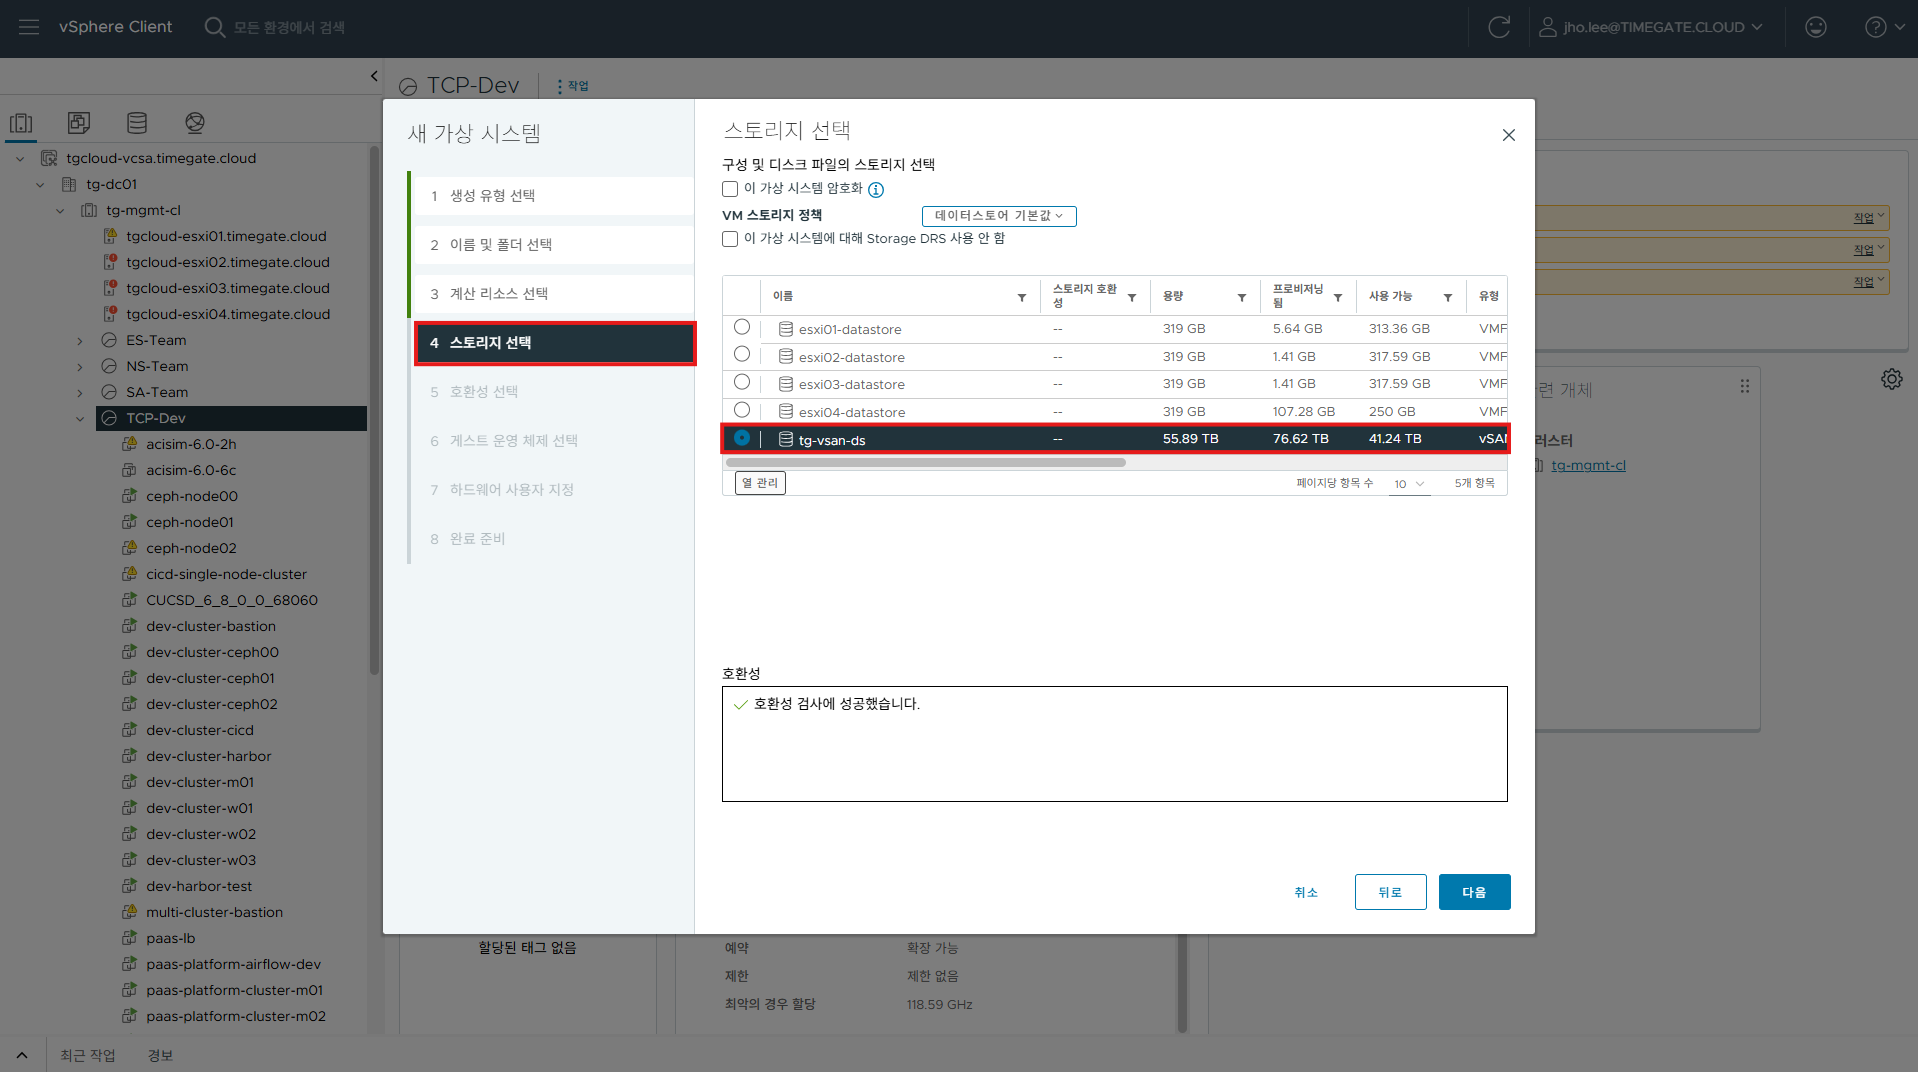 vSphere Client
모든 환경에서 검색
jho.lee@TIMEGATE.CLOUD
TCP-Dev
작업
tgcloud-vcsa.timegate.cloud
tg-dc01
tg-mgmt-cl
tgcloud-esxi01.timegate.cloud
tgcloud-esxi02.timegate.cloud
tgcloud-esxi03.timegate.cloud
tgcloud-esxi04.timegate.cloud
ES-Team
NS-Team
SA-Team
TCP-Dev
acisim-6.0-2h
acisim-6.0-6c
ceph-node00
ceph-node01
ceph-node02
cicd-single-node-cluster
CUCSD_6_8_0_0_68060
dev-cluster-bastion
dev-cluster-ceph00
dev-cluster-ceph01
dev-cluster-ceph02
dev-cluster-cicd
dev-cluster-harbor
dev-cluster-m01
dev-cluster-w01
dev-cluster-w02
dev-cluster-w03
dev-harbor-test
multi-cluster-bastion
paas-lb
paas-platform-airflow-dev
paas-platform-cluster-m01
paas-platform-cluster-m02
새 가상 시스템
1 생성 유형 선택
2 이름 및 폴더 선택
3 계산 리소스 선택
4 스토리지 선택
5 호환성 선택
6 게스트 운영 체제 선택
7 하드웨어 사용자 지정
8 완료 준비
스토리지 선택
구성 및 디스크 파일의 스토리지 선택
이 가상 시스템 암호화
VM 스토리지 정책 데이터스토어 기본값
이 가상 시스템에 대해 Storage DRS 사용 안 함
이름 스토리지 호환성 용량 프로비저닝됨 사용 가능 유형
esxi01-datastore -- 319 GB 5.64 GB 313.36 GB VMF
esxi02-datastore -- 319 GB 1.41 GB 317.59 GB VMF
esxi03-datastore -- 319 GB 1.41 GB 317.59 GB VMF
esxi04-datastore -- 319 GB 107.28 GB 250 GB VMF
tg-vsan-ds -- 55.89 TB 76.62 TB 41.24 TB vSAN
열 관리 페이지당 항목 수 10 5개 항목
호환성
호환성 검사에 성공했습니다.
취소 뒤로 다음
작업
작업
작업
련 개체
러스터
tg-mgmt-cl
할당된 태그 없음
예약 확장 가능
제한 제한 없음
최악의 경우 할당 118.59 GHz
최근 작업 경보